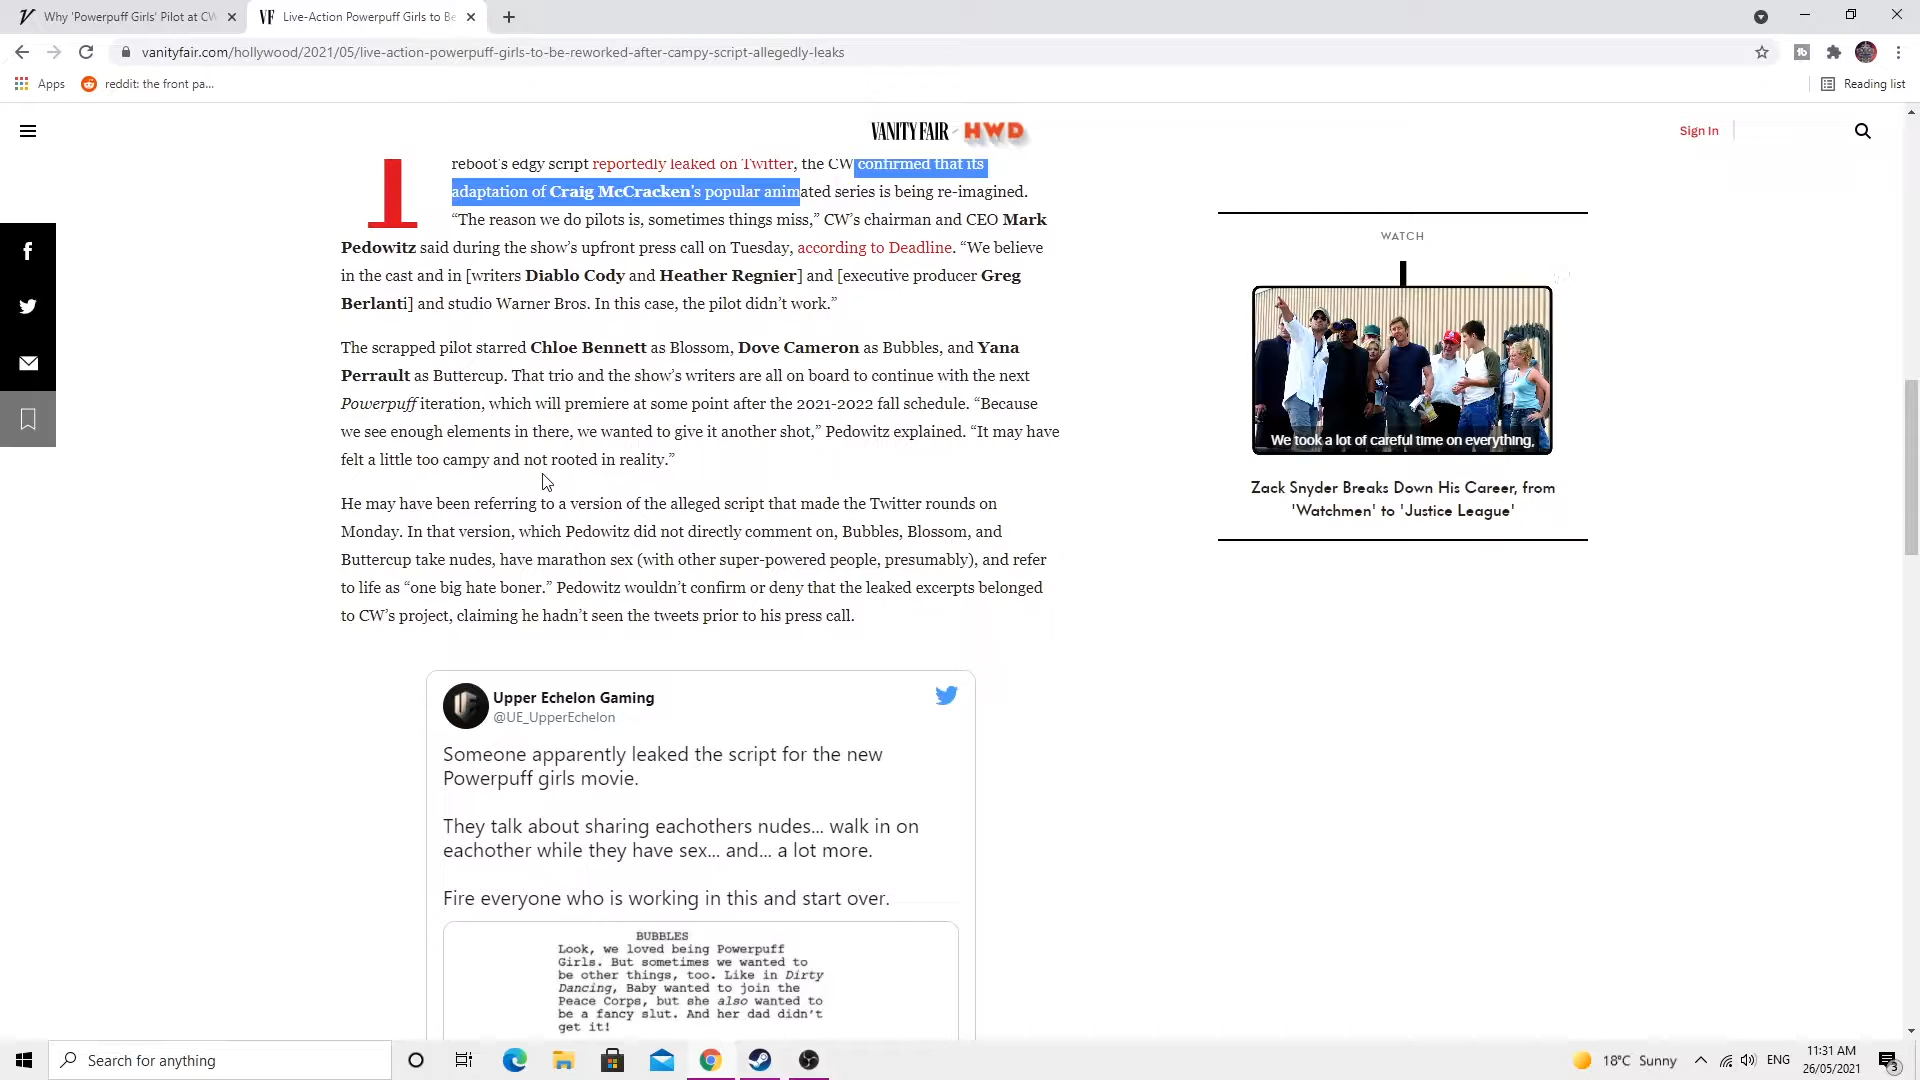 Why 'Powerpuff Girls' Pilot at CW
Live-Action Powerpuff Girls to Be
vanityfair.com/hollywood/2021/05/live-action-powerpuff-girls-to-be-reworked-after-campy-script-allegedly-leaks
Apps
reddit: the front pa...
Reading list
VANITY FAIR HWD
Sign In
reboot's edgy script reportedly leaked on Twitter, the CW confirmed that its
adaptation of Craig McCracken's popular animated series is being re-imagined.
“The reason we do pilots is, sometimes things miss,” CW's chairman and CEO Mark
Pedowitz said during the show's upfront press call on Tuesday, according to Deadline. “We believe
in the cast and in [writers Diablo Cody and Heather Regnier] and [executive producer Greg
Berlanti] and studio Warner Bros. In this case, the pilot didn't work.”
The scrapped pilot starred Chloe Bennett as Blossom, Dove Cameron as Bubbles, and Yana
Perrault as Buttercup. That trio and the show's writers are all on board to continue with the next
Powerpuff iteration, which will premiere at some point after the 2021-2022 fall schedule. “Because
we see enough elements in there, we wanted to give it another shot,” Pedowitz explained. “It may have
felt a little too campy and not rooted in reality.”
He may have been referring to a version of the alleged script that made the Twitter rounds on
Monday. In that version, which Pedowitz did not directly comment on, Bubbles, Blossom, and
Buttercup take nudes, have marathon sex (with other super-powered people, presumably), and refer
to life as “one big hate boner.” Pedowitz wouldn't confirm or deny that the leaked excerpts belonged
to CW's project, claiming he hadn't seen the tweets prior to his press call.
WATCH
We took a lot of careful time on everything,
Zack Snyder Breaks Down His Career, from
'Watchmen' to 'Justice League'
Upper Echelon Gaming
@UE_UpperEchelon
Someone apparently leaked the script for the new
Powerpuff girls movie.
They talk about sharing eachothers nudes... walk in on
eachother while they have sex... and... a lot more.
Fire everyone who is working in this and start over.
BUBBLES
Look, we loved being Powerpuff
Girls. But sometimes we wanted to
be other things, too. Like in Dirty
Dancing, Baby wanted to join the
Peace Corps, but she also wanted to
be a fancy slut. And her dad didn't
get it!
Search for anything
18°C Sunny
ENG
11:31 AM
26/05/2021
3